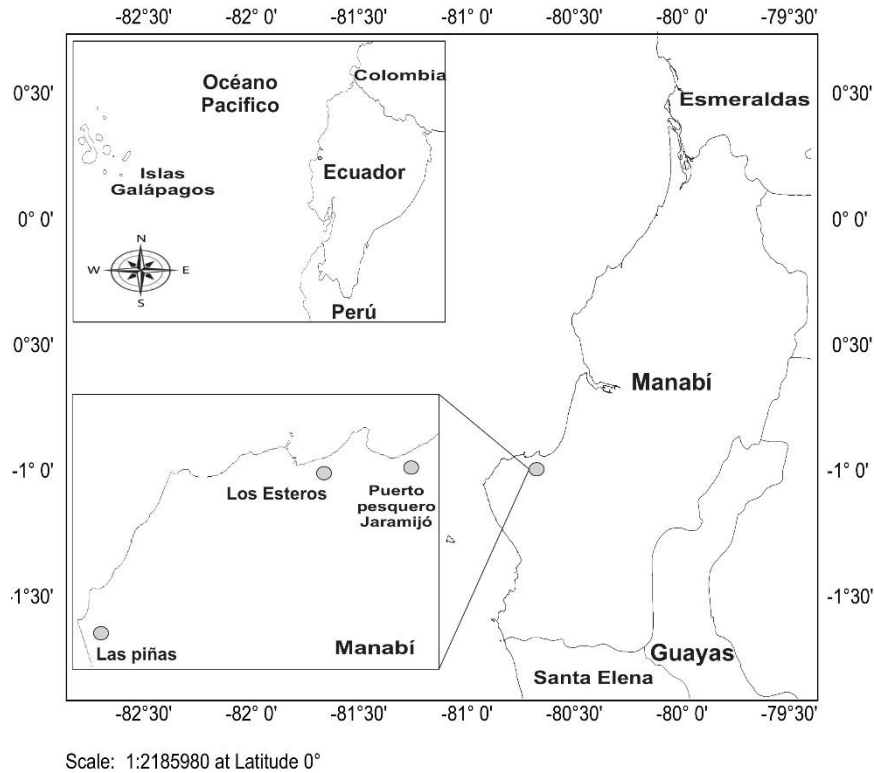 -82°30' -82° 0' -81°30' -81° 0' -80°30' -80° 0' -79°30'
0°30' 0°30'
0° 0' 0° 0'
0°30' 0°30'
-1° 0' -1° 0'
-1°30' -1°30'
Océano
Pacifico
Colombia
Islas
Galápagos
Ecuador
N
W E
S
Perú
Esmeraldas
Manabí
Los Esteros
Puerto
pesquero
Jaramijó
Las piñas
Manabí
Guayas
Santa Elena
-82°30' -82° 0' -81°30' -81° 0' -80°30' -80° 0' -79°30'
Scale: 1:2185980 at Latitude 0°